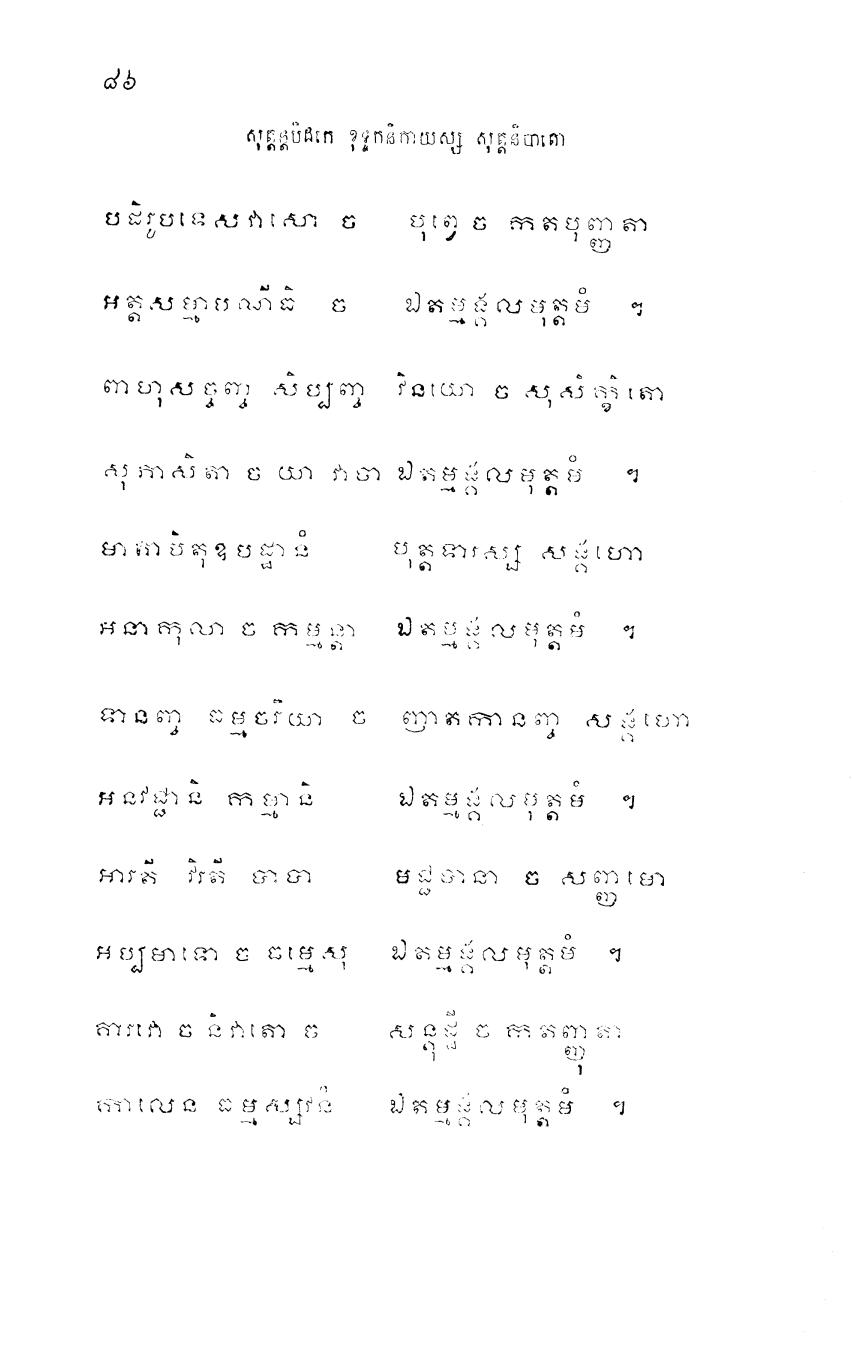 ៨៦
សុត្តន្តបិដកេ ខុទ្ទកនិកាយស្ស សុត្តនិបាតោ
បដិរូបទេសវាសោ ច បុព្វេ ច កតបុញ្ញតា
អត្តសម្មាបណីធិ ច ឯតម្មង្គលមុត្តមំ ។
ពាហុសច្ចញ្ច សិប្បញ្ច វិនយោ ច សុសិក្ខិតោ
សុភាសិតា ច យា វាចា ឯតម្មង្គលមុត្តមំ ។
មាតាបិតុឧបដ្ឋានំ បុត្តទារស្ស សង្គហោ
អនាកុលា ច កម្មន្តា ឯតម្មង្គលមុត្តមំ ។
ទានញ្ច ធម្មចរិយា ច ញាតកានញ្ច សង្គហោ
អនវជ្ជានិ កម្មានិ ឯតម្មង្គលមុត្តមំ ។
អារតី វិរតី បាបា មជ្ជបានា ច សញ្ញមោ
អប្បមាទោ ច ធម្មេសុ ឯតម្មង្គលមុត្តមំ ។
គារវោ ច និវាតោ ច សន្តុដ្ឋី ច កតញ្ញុតា
កាលេន ធម្មស្សវនំ ឯតម្មង្គលមុត្តមំ ។